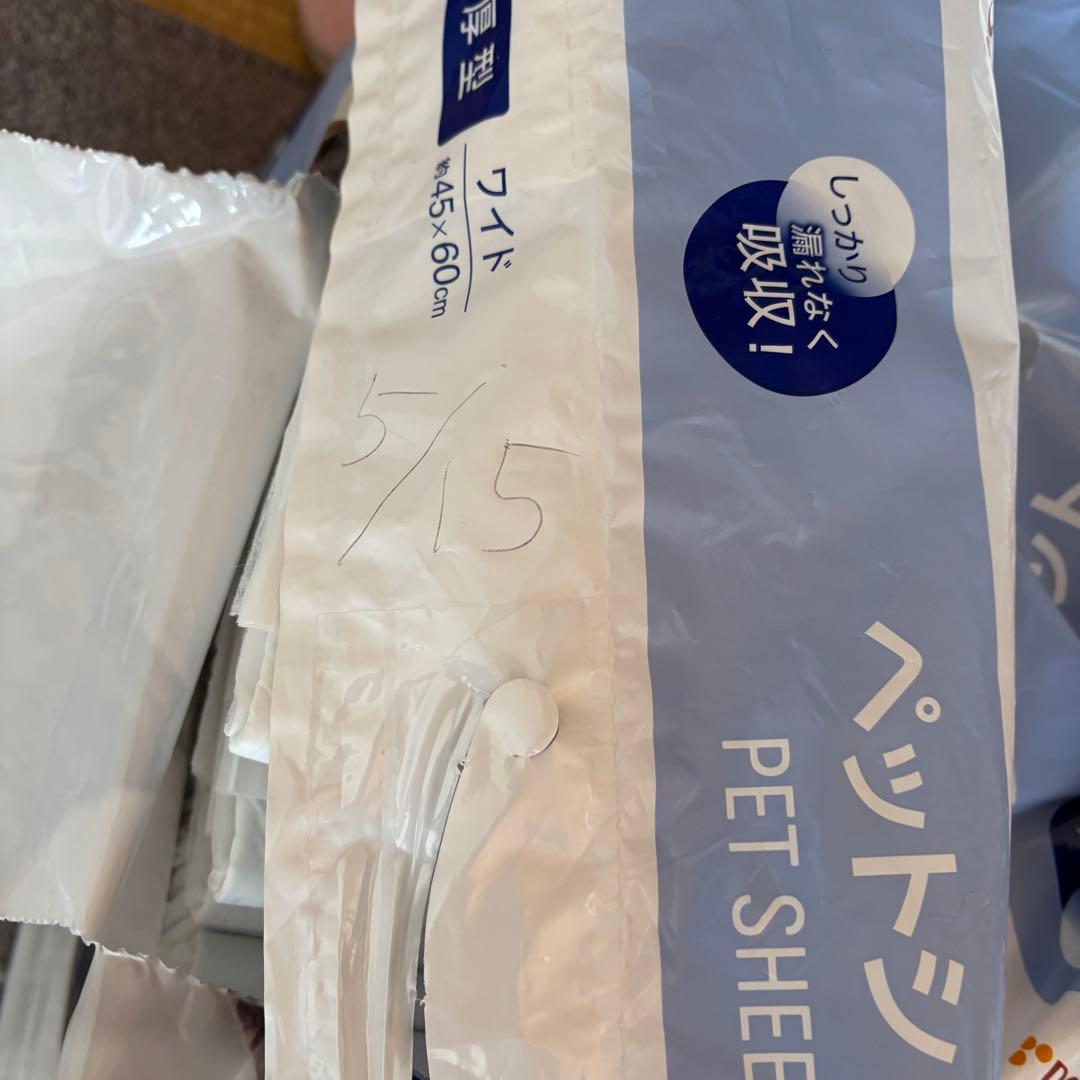 厚型
ワイド
約45×60cm
しっかり
漏れなく
吸収!
5/15
ペットシ
PET SHEE